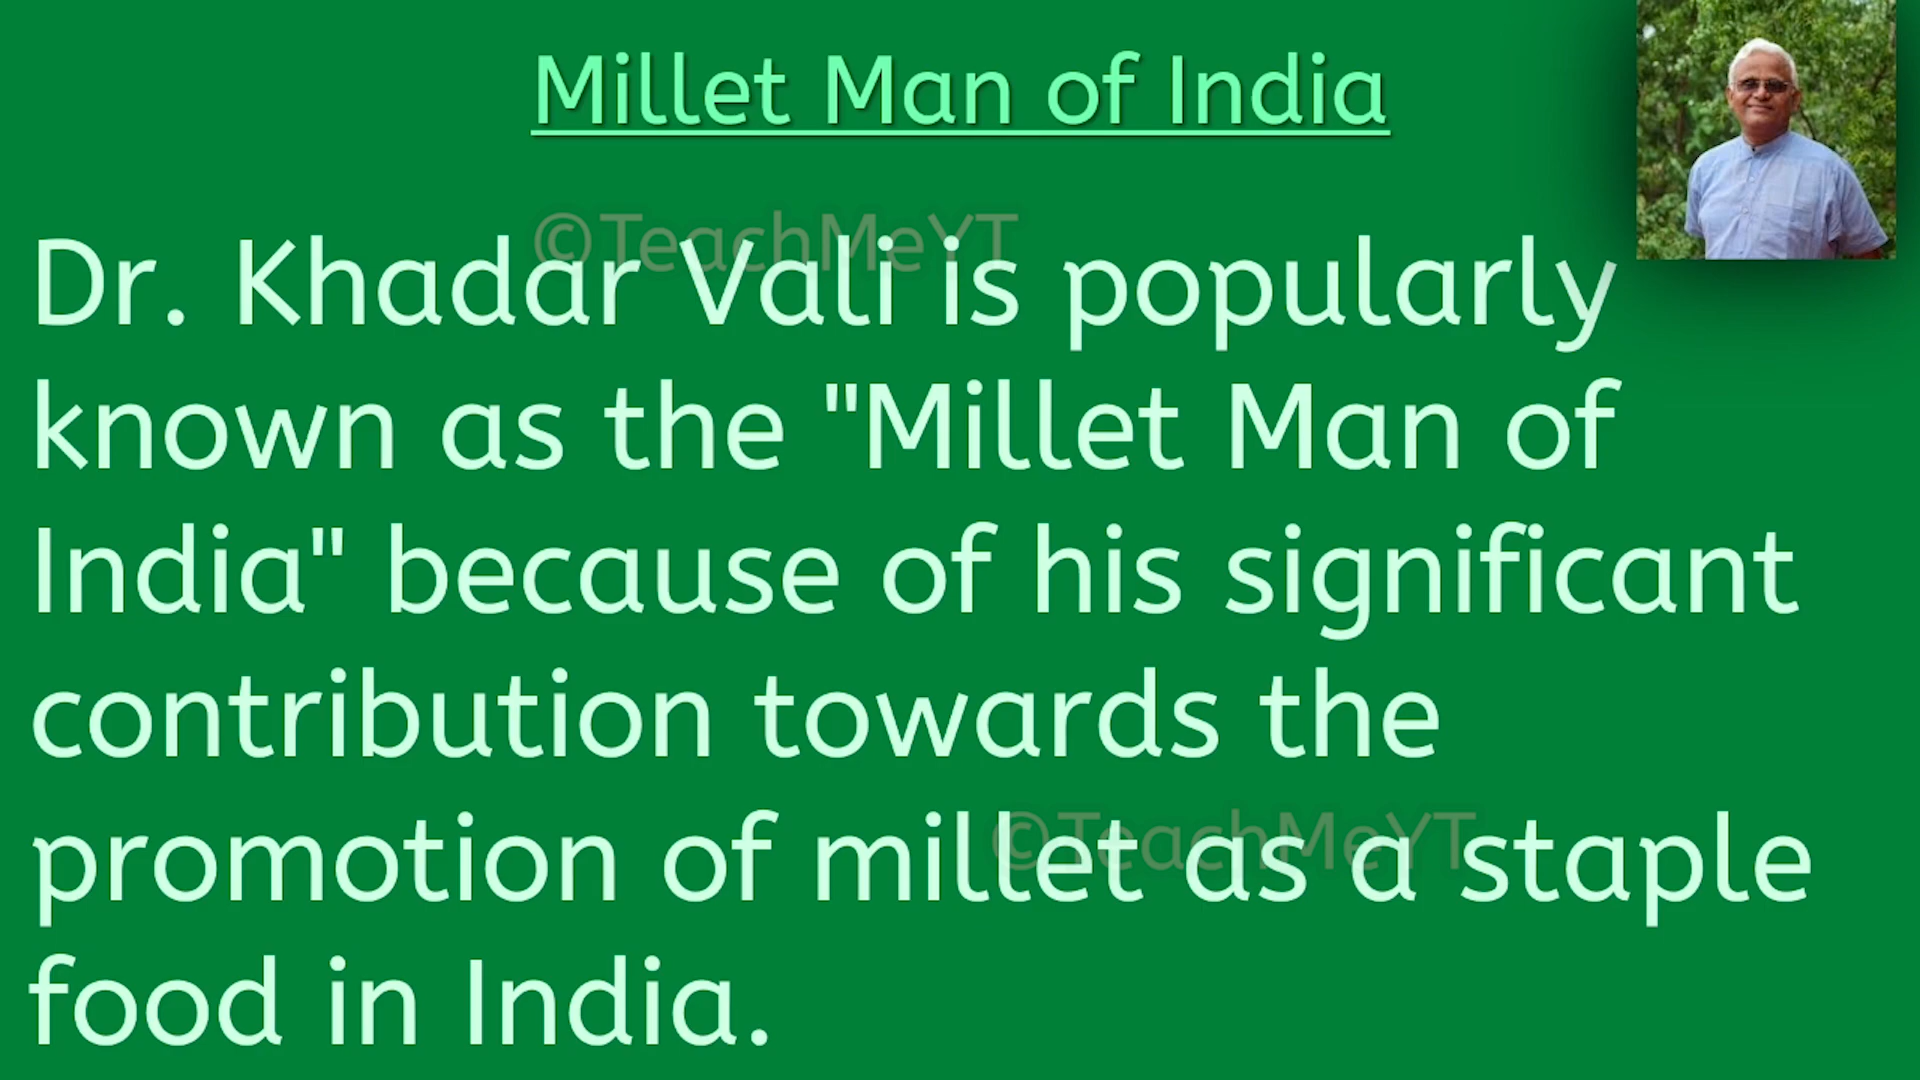 Millet Man of India
©TeachMeYT
Dr. Khadar Vali is popularly
known as the "Millet Man of
India" because of his significant
contribution towards the
©TeachMeYT
promotion of millet as a staple
food in India.